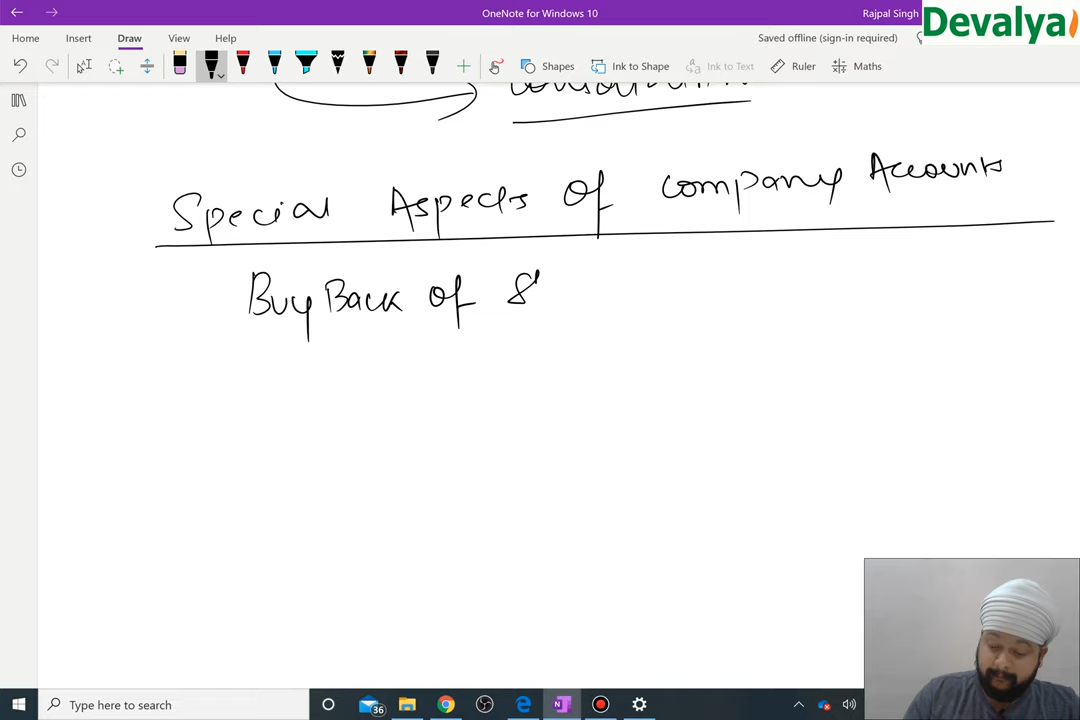 OneNote for Windows 10
Rajpal Singh
Devalya
Home Insert Draw View Help
Saved offline (sign-in required)
Shapes Ink to Shape Ink to Text Ruler Maths
Special Aspects of company Accounts
Buy Back of S
Type here to search
36